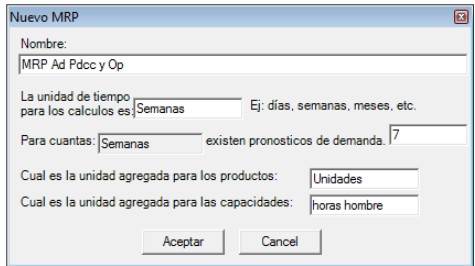 Nuevo MRP
Nombre:
MRP Ad Pdcc y Op
La unidad de tiempo
para los calculos es: Semanas Ej: días, semanas, meses, etc.
Para cuantas: Semanas existen pronosticos de demanda. 7
Cual es la unidad agregada para los productos: Unidades
Cual es la unidad agregada para las capacidades: horas hombre
Aceptar Cancel